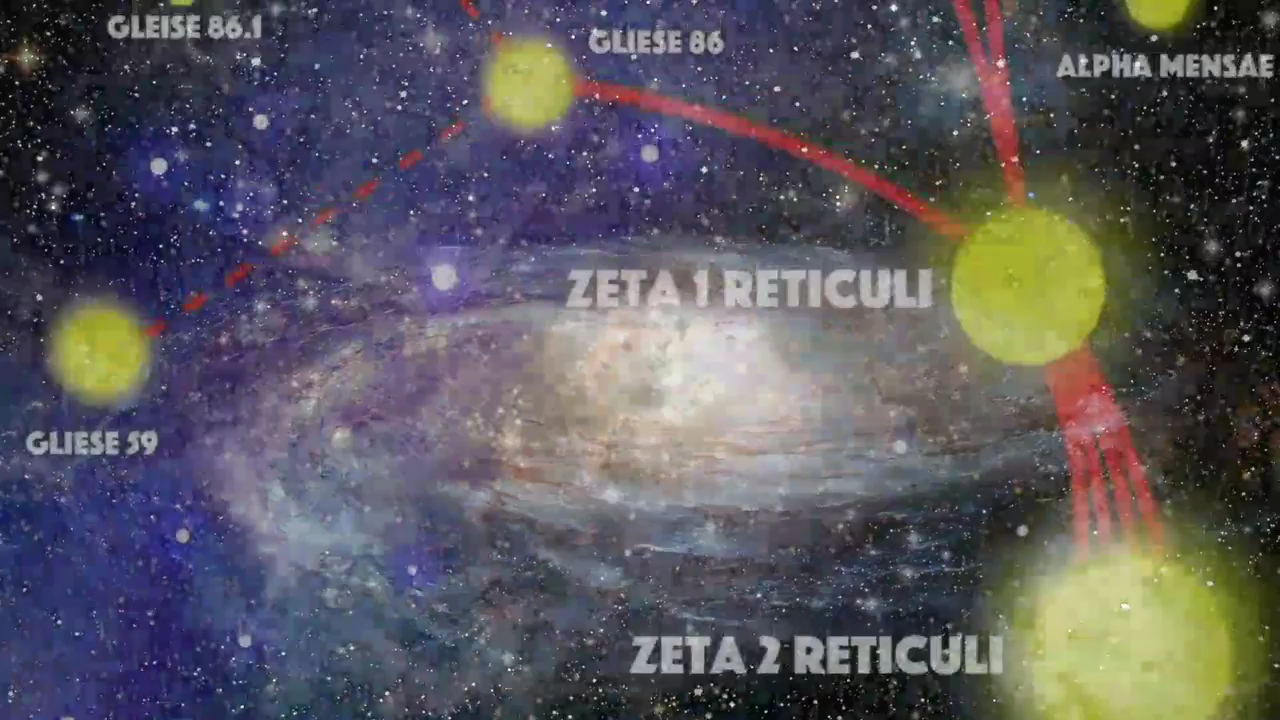 GLEISE 86.1
GLIESE 86
ALPHA MENSAE
ZETA 1 RETICULI
GLIESE 59
ZETA 2 RETICULI